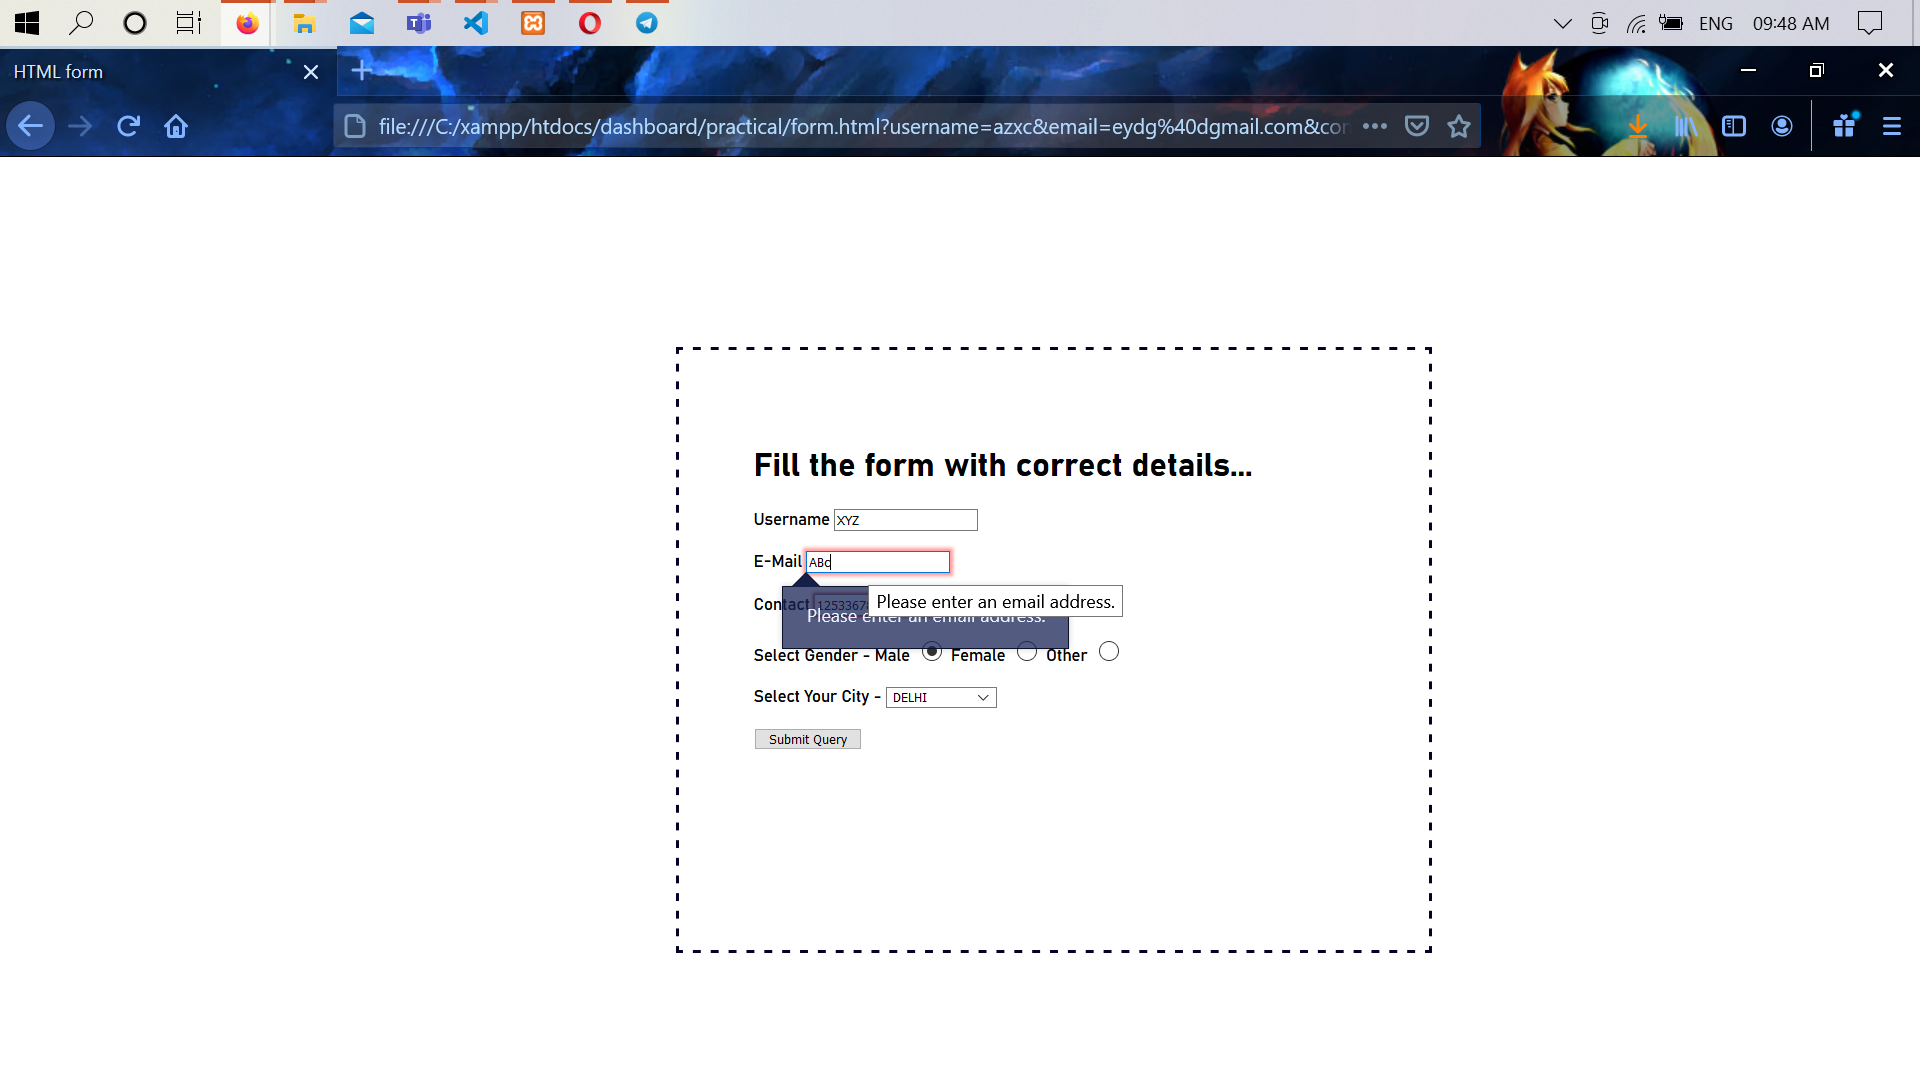 ENG 09:48 AM
HTML form
file:///C:/xampp/htdocs/dashboard/practical/form.html?username=azxc&email=eydg%40dgmail.com&cor
Fill the form with correct details...
Username XYZ
E-Mail ABc
Contact 1253367
Please enter an email address.
Please enter an email address.
Select Gender - Male Female Other
Select Your City - DELHI
Submit Query